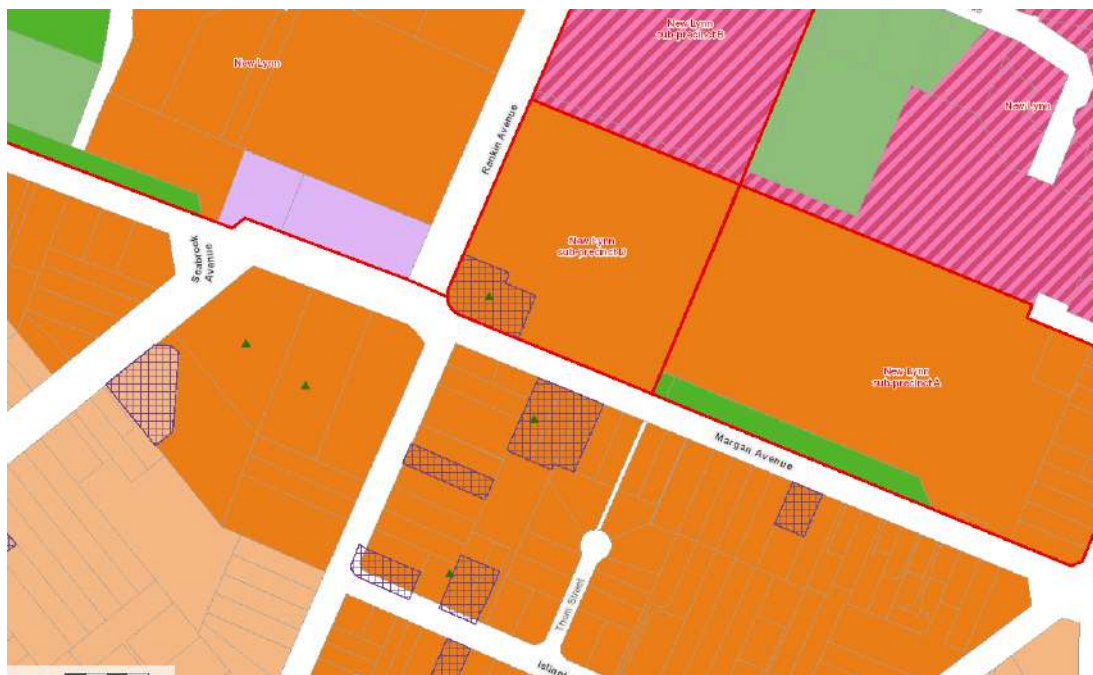 New Lynn
sub-precinct B
New Lynn
New Lynn
Rankin Avenue
New Lynn
sub-precinct D
Seabrook
Avenue
New Lynn
sub-precinct A
Margan Avenue
Thom Street